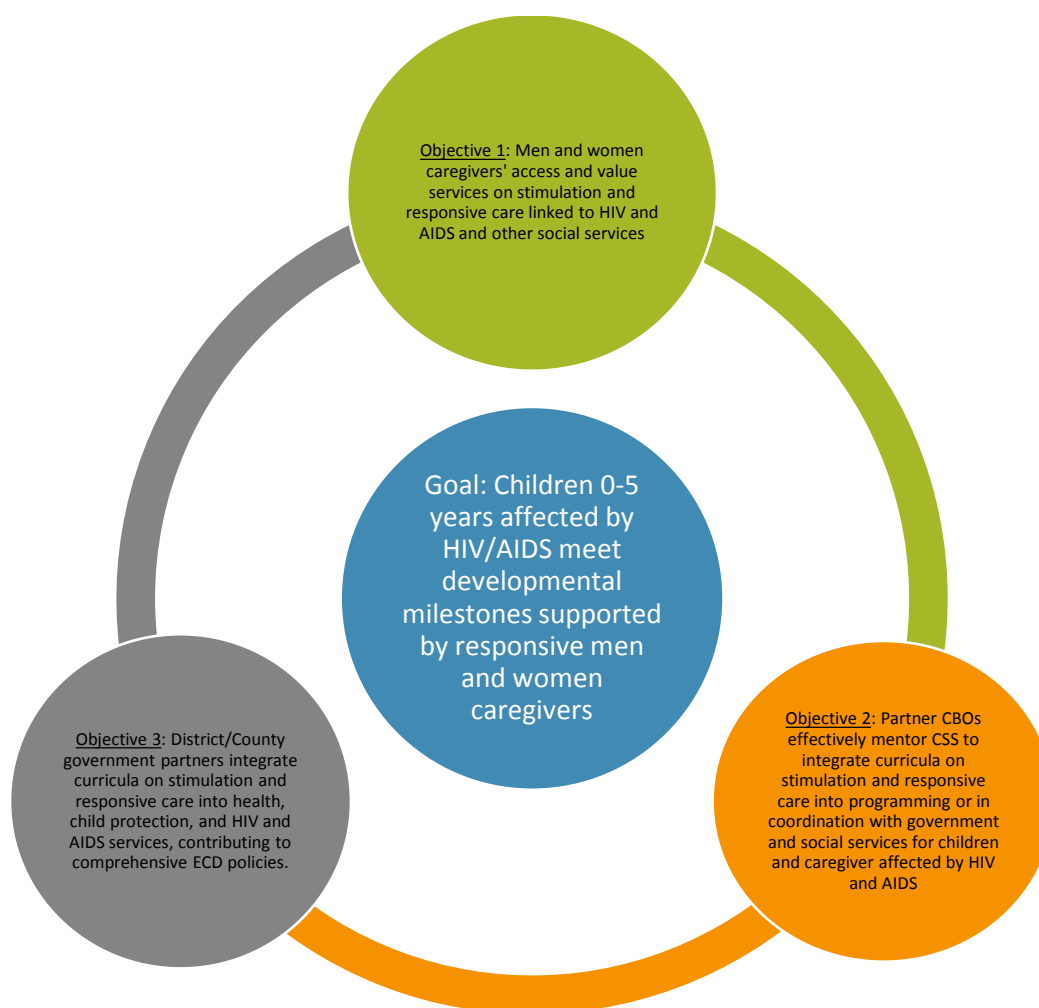 Objective 1: Men and women
caregivers' access and value
services on stimulation and
responsive care linked to HIV and
AIDS and other social services
Goal: Children 0-5
years affected by
HIV/AIDS meet
developmental
milestones supported
by responsive men
and women
caregivers
Objective 2: Partner CBOs
effectively mentor CSS to
integrate curricula on
stimulation and responsive
care into programming or in
coordination with government
and social services for children
and caregiver affected by HIV
and AIDS
Objective 3: District/County
government partners integrate
curricula on stimulation and
responsive care into health,
child protection, and HIV and
AIDS services, contributing to
comprehensive ECD policies.